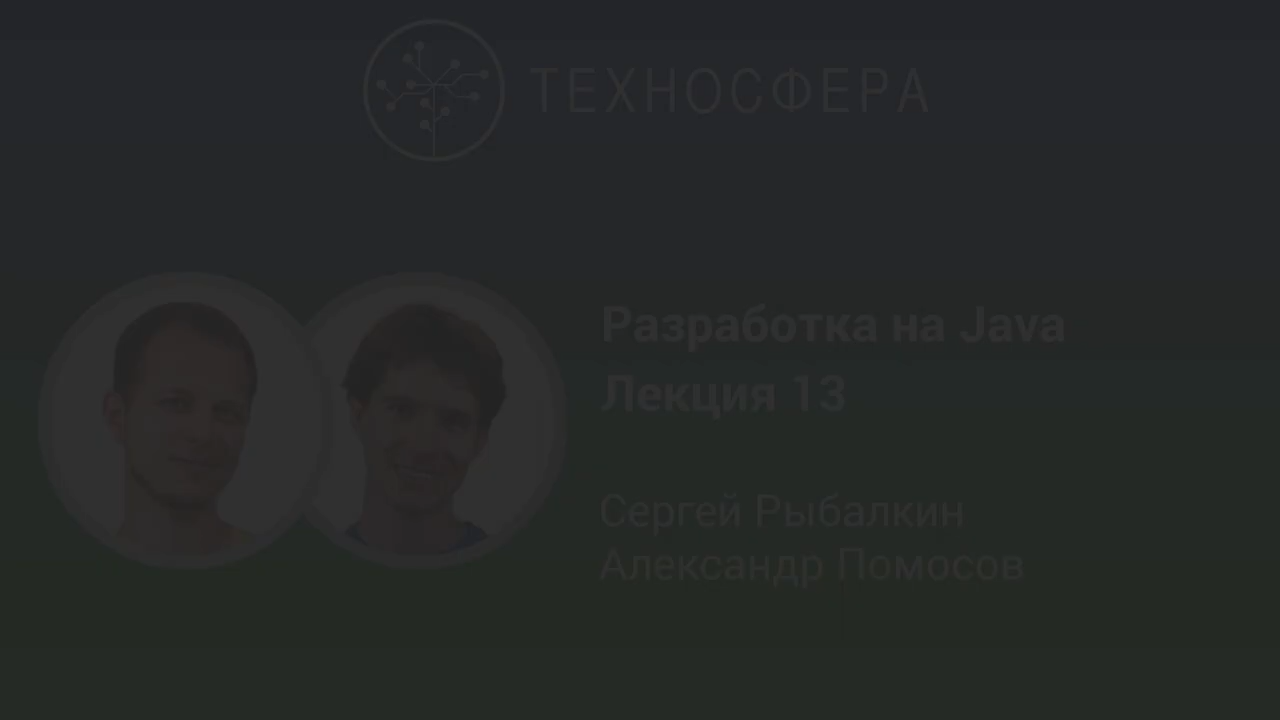 ТЕХНОСФЕРА
Разработка на Java
Лекция 13
Сергей Рыбалкин
Александр Помосов